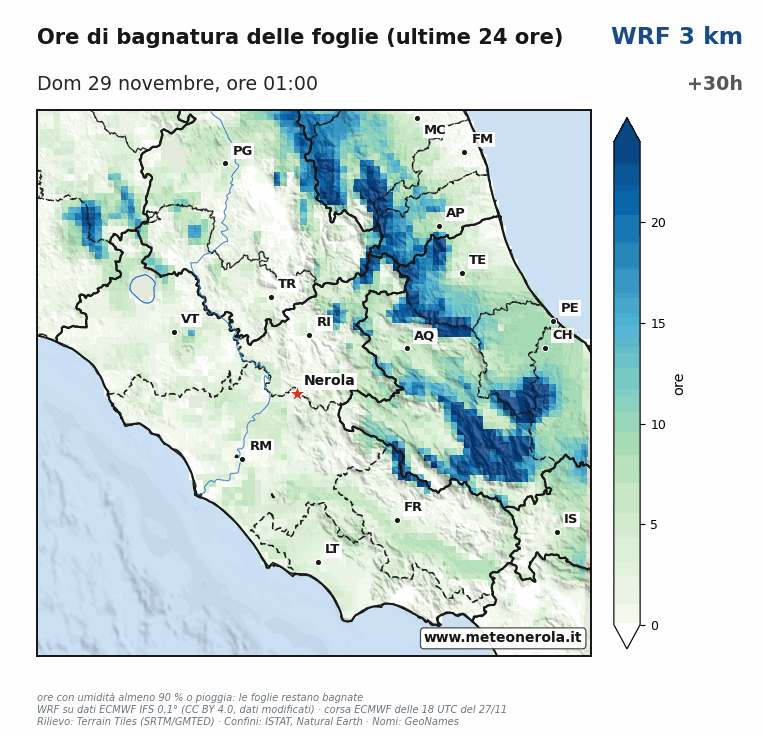 Ore di bagnatura delle foglie (ultime 24 ore)
WRF 3 km
Dom 29 novembre, ore 01:00
+30h
MC
FM
PG
AP
TE
TR
PE
VT
RI
AQ
CH
Nerola
RM
FR
IS
LT
www.meteonerola.it
20
15
10
5
0
ore
ore con umidità almeno 90 % o pioggia: le foglie restano bagnate
WRF su dati ECMWF IFS 0,1° (CC BY 4.0, dati modificati) · corsa ECMWF delle 18 UTC del 27/11
Rilievo: Terrain Tiles (SRTM/GMTED) · Confini: ISTAT, Natural Earth · Nomi: GeoNames